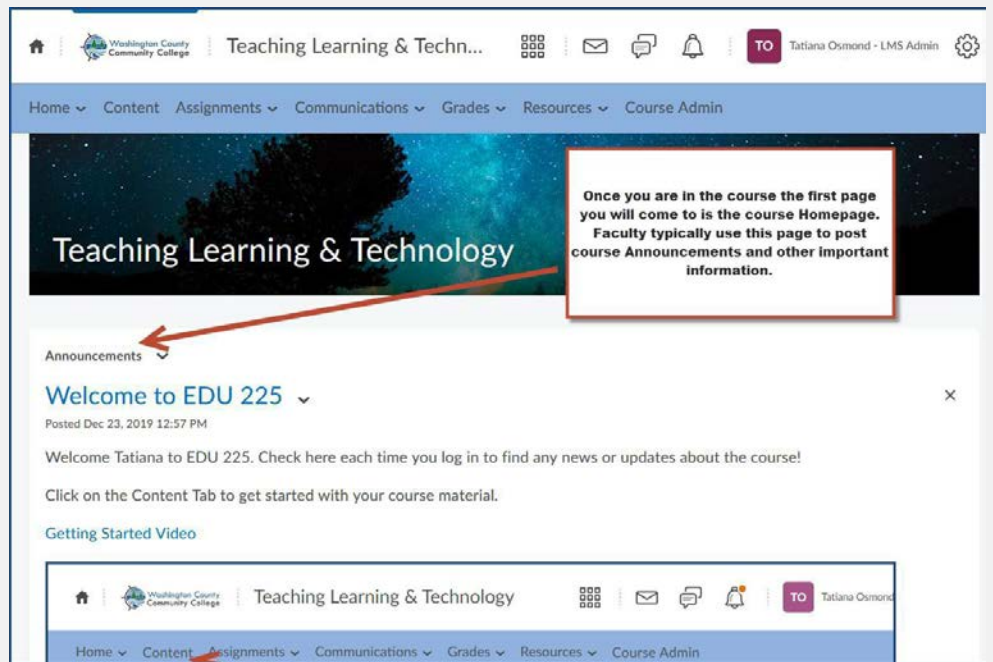 Washington County
Community College
Teaching Learning & Techn...
TO
Tatiana Osmond - LMS Admin
Home Content Assignments Communications Grades Resources Course Admin
Teaching Learning & Technology
Once you are in the course the first page
you will come to is the course Homepage.
Faculty typically use this page to post
course Announcements and other important
information.
Announcements
Welcome to EDU 225
Posted Dec 23, 2019 12:57 PM
Welcome Tatiana to EDU 225. Check here each time you log in to find any news or updates about the course!
Click on the Content Tab to get started with your course material.
Getting Started Video
Washington County
Community College
Teaching Learning & Technology
TO
Tatiana Osmond
Home Content Assignments Communications Grades Resources Course Admin